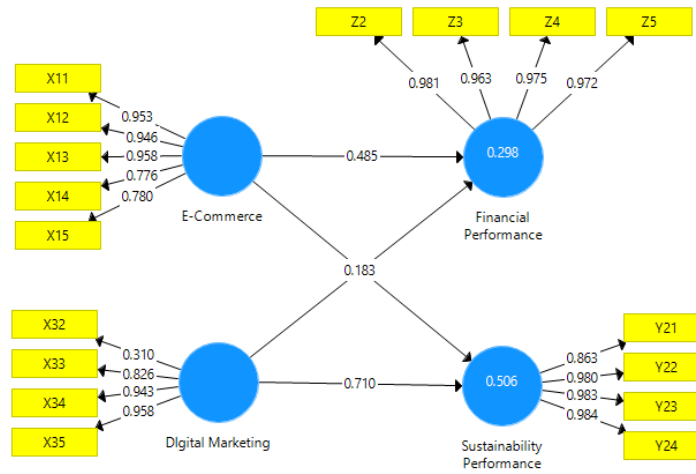 Z2
Z3
Z4
Z5
0.981
0.963
0.975
0.972
X11
X12
X13
X14
X15
0.953
0.946
0.958
0.776
0.780
E-Commerce
0.485
0.298
Financial
Performance
0.183
X32
X33
X34
X35
0.310
0.826
0.943
0.958
DIgital Marketing
0.710
0.506
Sustainability
Performance
0.863
0.980
0.983
0.984
Y21
Y22
Y23
Y24